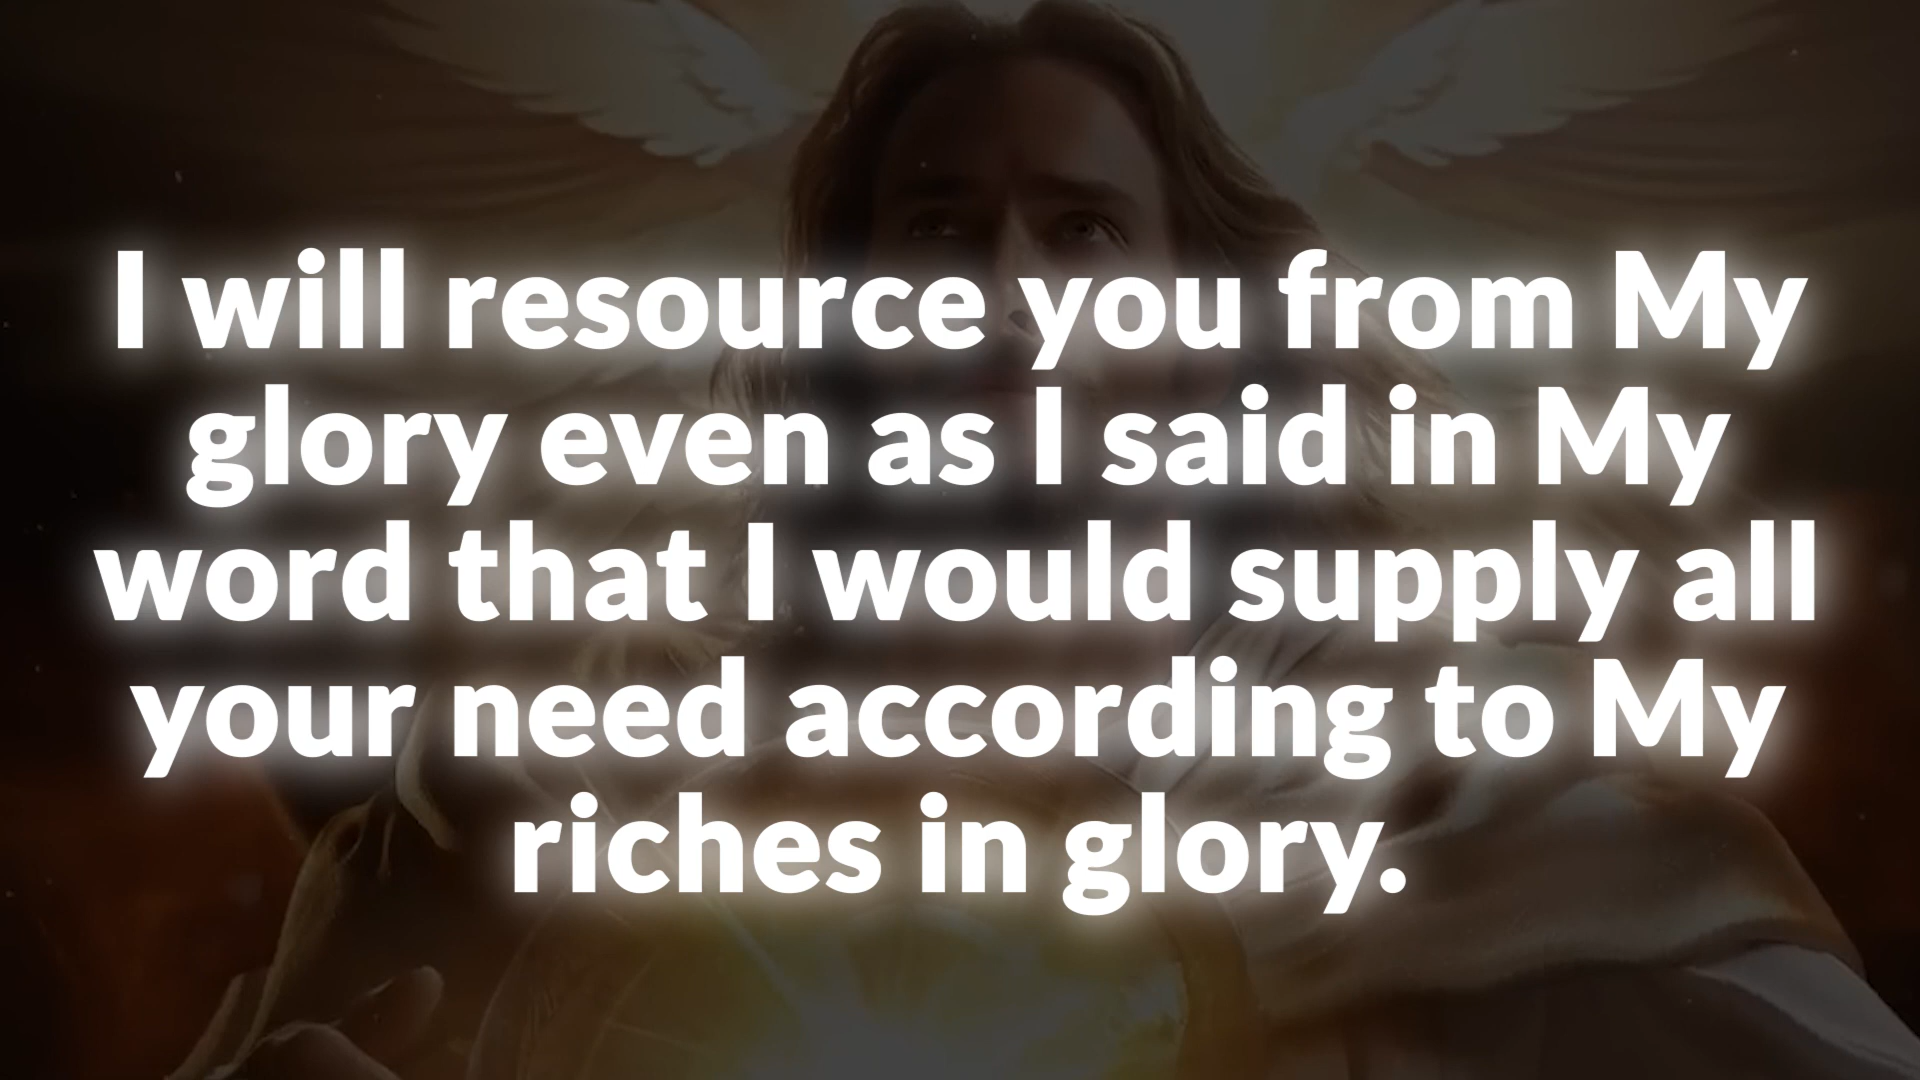 I will resource you from My
glory even as I said in My
word that I would supply all
your need according to My
riches in glory.